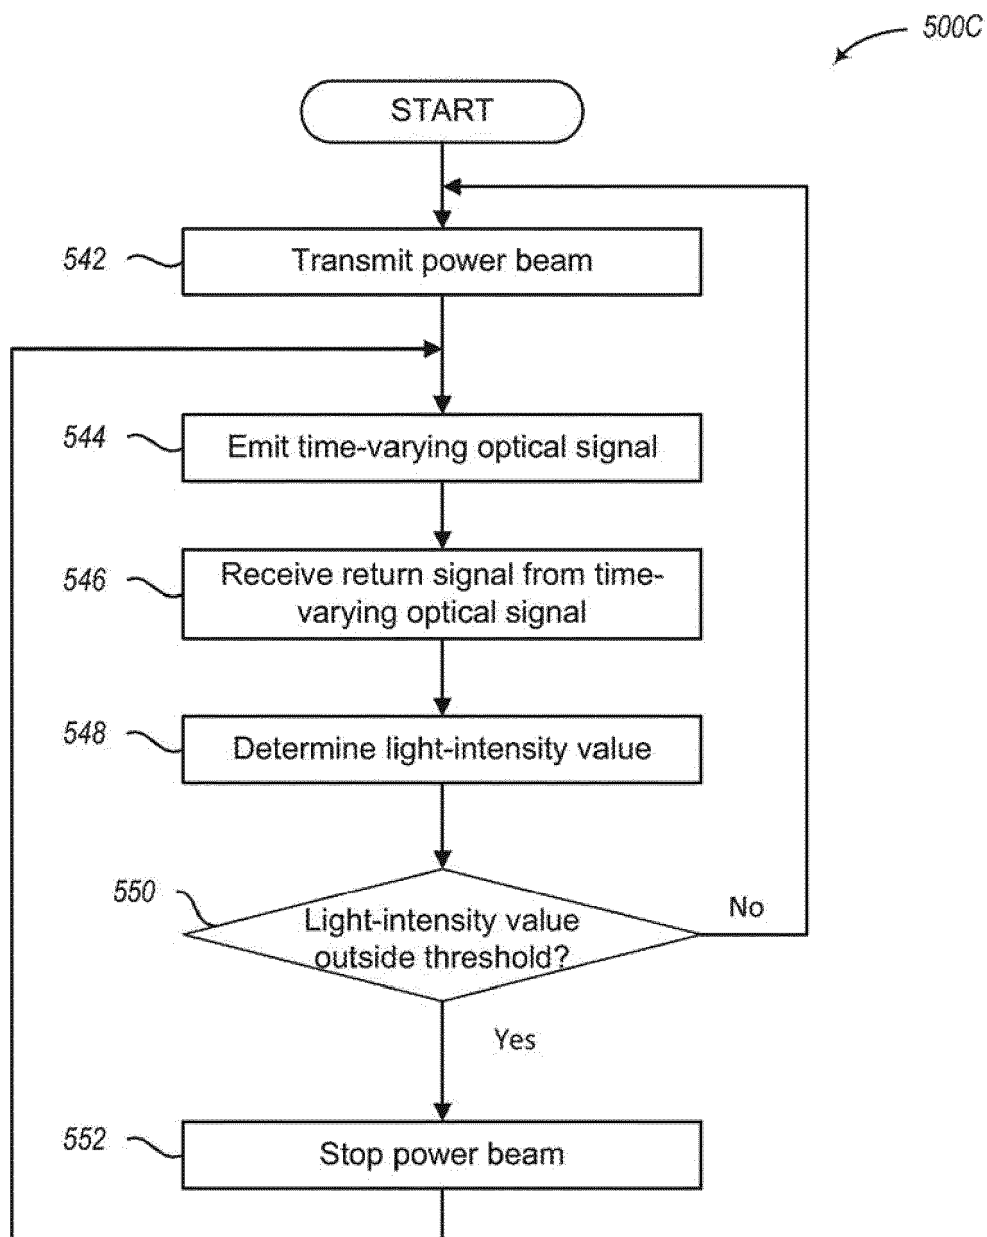 500C
START
542
Transmit power beam
544
Emit time-varying optical signal
546
Receive return signal from time-
varying optical signal
548
Determine light-intensity value
550
Light-intensity value
outside threshold?
No
Yes
552
Stop power beam